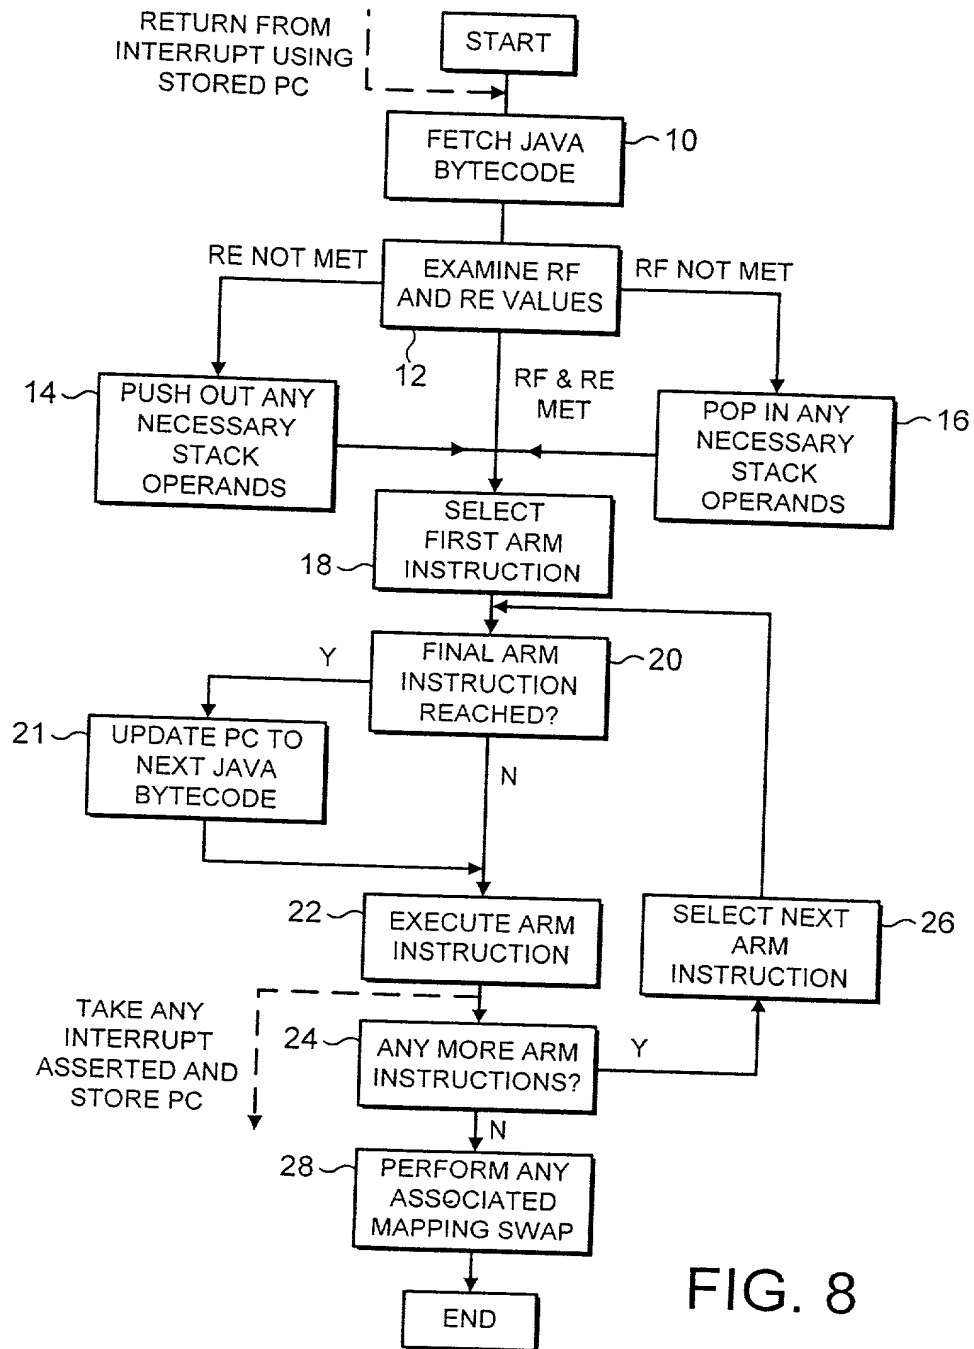 RETURN FROM
INTERRUPT USING
STORED PC
START
FETCH JAVA
BYTECODE
10
RE NOT MET
EXAMINE RF
AND RE VALUES
RF NOT MET
12
14
PUSH OUT ANY
NECESSARY
STACK
OPERANDS
RF & RE
MET
POP IN ANY
NECESSARY
STACK
OPERANDS
16
SELECT
FIRST ARM
INSTRUCTION
18
Y
FINAL ARM
INSTRUCTION
REACHED?
20
21
UPDATE PC TO
NEXT JAVA
BYTECODE
N
22
EXECUTE ARM
INSTRUCTION
SELECT NEXT
ARM
INSTRUCTION
26
TAKE ANY
INTERRUPT
ASSERTED AND
STORE PC
24
ANY MORE ARM
INSTRUCTIONS?
Y
N
28
PERFORM ANY
ASSOCIATED
MAPPING SWAP
END
FIG. 8